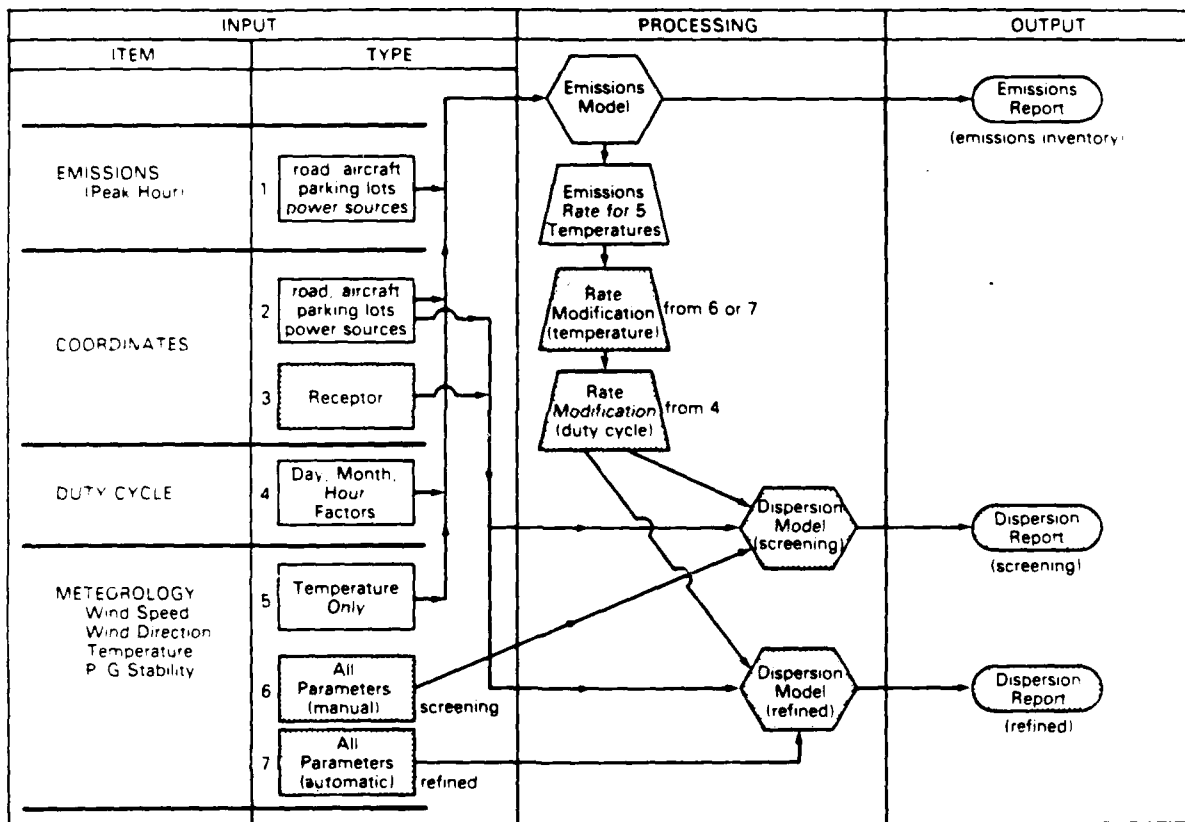 INPUT
PROCESSING
OUTPUT
ITEM
TYPE
EMISSIONS
(Peak Hour)
1
road aircraft
parking lots
power sources
COORDINATES
2
road, aircraft
parking lots
power sources
3
Receptor
DUTY CYCLE
4
Day, Month,
Hour
Factors
METEOROLOGY
Wind Speed
Wind Direction
Temperature
P G Stability
5
Temperature
Only
6
All
Parameters
(manual)
screening
7
All
Parameters
(automatic)
refined
Emissions
Model
Emissions
Rate for 5
Temperatures
Rate
Modification
(temperature)
from 6 or 7
Rate
Modification
(duty cycle)
from 4
Dispersion
Model
(screening)
Dispersion
Model
(refined)
Emissions
Report
(emissions inventory)
Dispersion
Report
(screening)
Dispersion
Report
(refined)